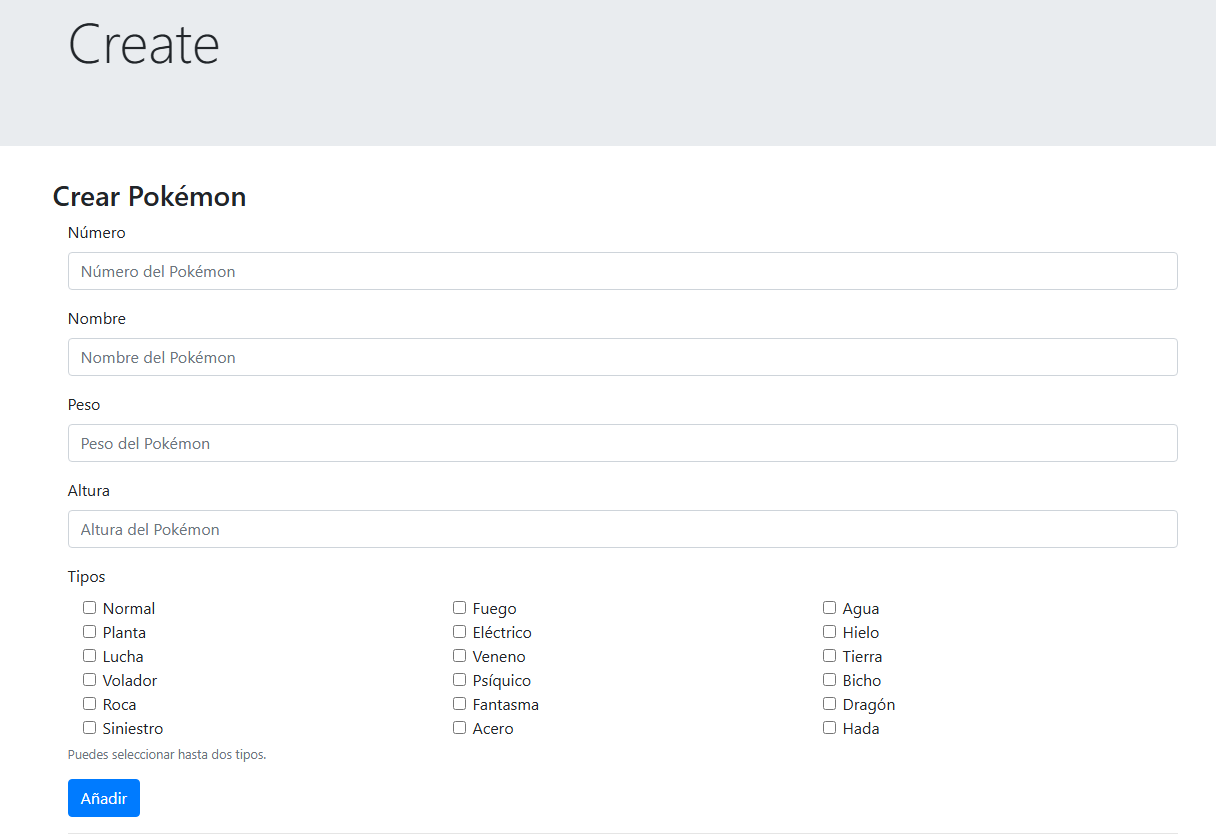 Create
Crear Pokémon
Número
Número del Pokémon
Nombre
Nombre del Pokémon
Peso
Peso del Pokémon
Altura
Altura del Pokémon
Tipos
Normal Fuego Agua
Planta Eléctrico Hielo
Lucha Veneno Tierra
Volador Psíquico Bicho
Roca Fantasma Dragón
Siniestro Acero Hada
Puedes seleccionar hasta dos tipos.
Añadir